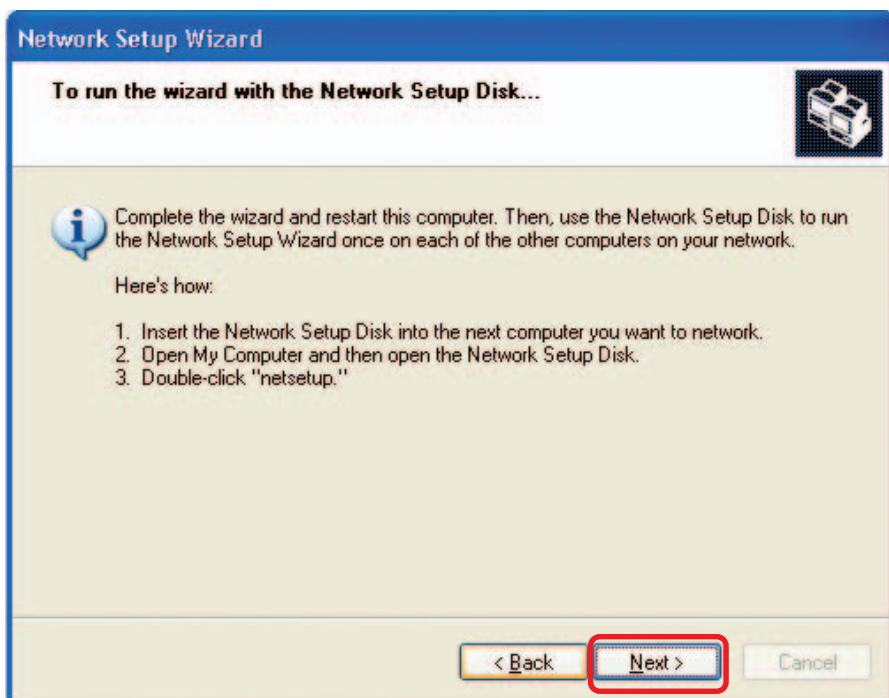 Network Setup Wizard
To run the wizard with the Network Setup Disk...
Complete the wizard and restart this computer. Then, use the Network Setup Disk to run
the Network Setup Wizard once on each of the other computers on your network.
Here's how:
1. Insert the Network Setup Disk into the next computer you want to network.
2. Open My Computer and then open the Network Setup Disk.
3. Double-click "netsetup."
< Back
Next >
Cancel